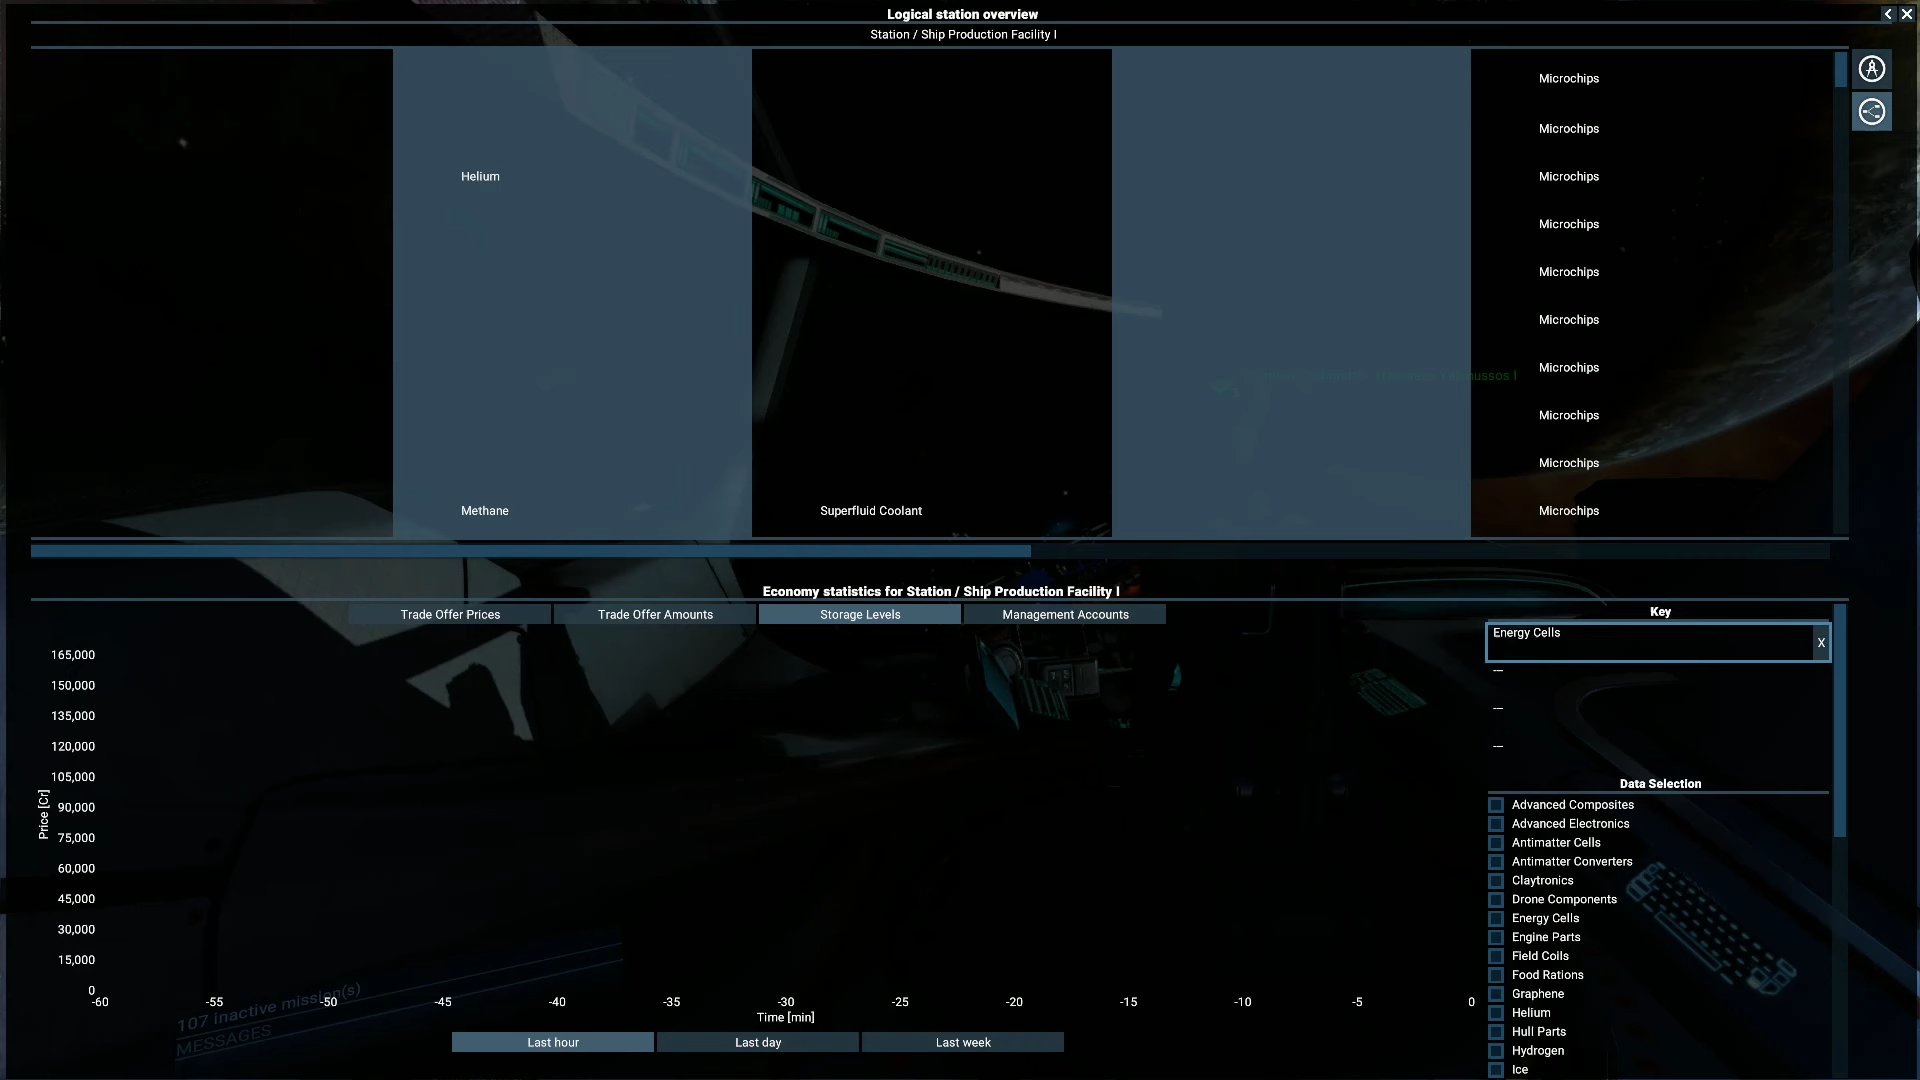 Logical station overview
Station / Ship Production Facility I
Microchips
Microchips
Helium
Microchips
Microchips
Microchips
Microchips
Microchips
Microchips
Microchips
Methane
Superfluid Coolant
Microchips
Economy statistics for Station / Ship Production Facility I
Trade Offer Prices
Trade Offer Amounts
Storage Levels
Management Accounts
Key
Energy Cells
X
---
---
---
165,000
150,000
135,000
120,000
105,000
90,000
75,000
60,000
45,000
30,000
15,000
0
Price [Cr]
-60
-55
-50
-45
-40
-35
-30
-25
-20
-15
-10
-5
0
Time [min]
Last hour
Last day
Last week
Data Selection
Advanced Composites
Advanced Electronics
Antimatter Cells
Antimatter Converters
Claytronics
Drone Components
Energy Cells
Engine Parts
Field Coils
Food Rations
Graphene
Helium
Hull Parts
Hydrogen
Ice
107 inactive mission(s)
MESSAGES